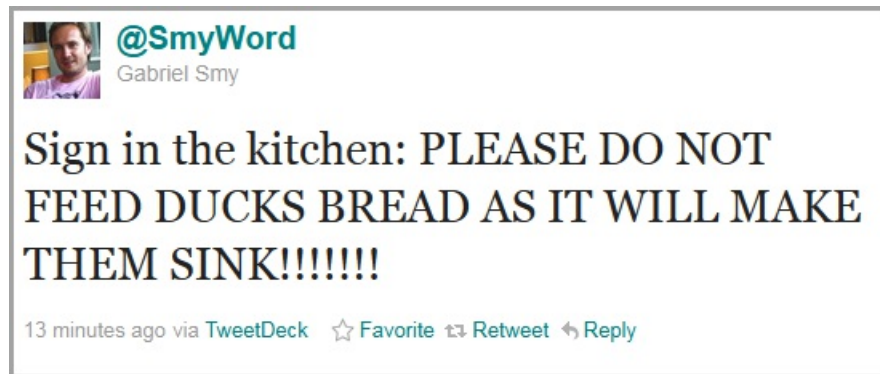 @SmyWord
Gabriel Smy
Sign in the kitchen: PLEASE DO NOT
FEED DUCKS BREAD AS IT WILL MAKE
THEM SINK!!!!!!!
13 minutes ago via TweetDeck Favorite Retweet Reply